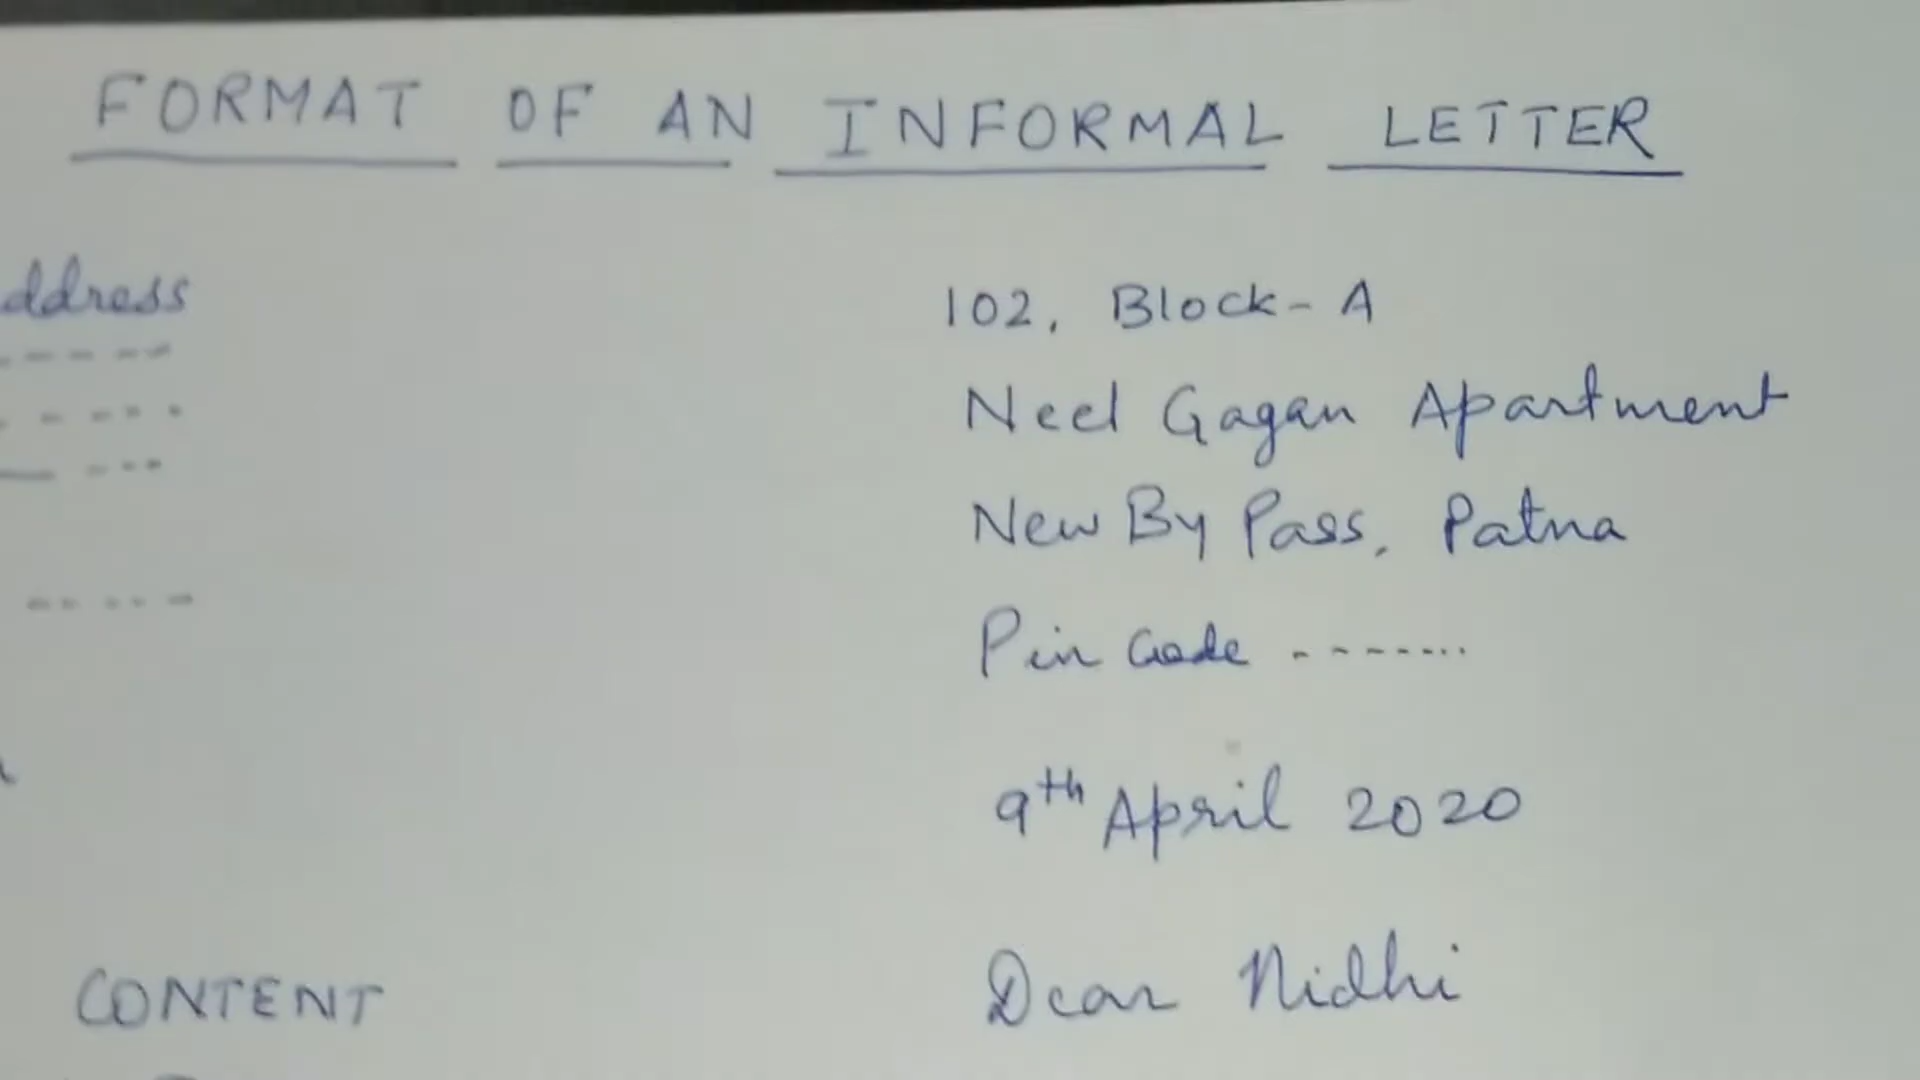 FORMAT OF AN INFORMAL LETTER
ddress
102, Block-A
Neel Gagan Apartment
New By Pass, Patna
Pin Code -------
9th April 2020
CONTENT
Dear Nidhi